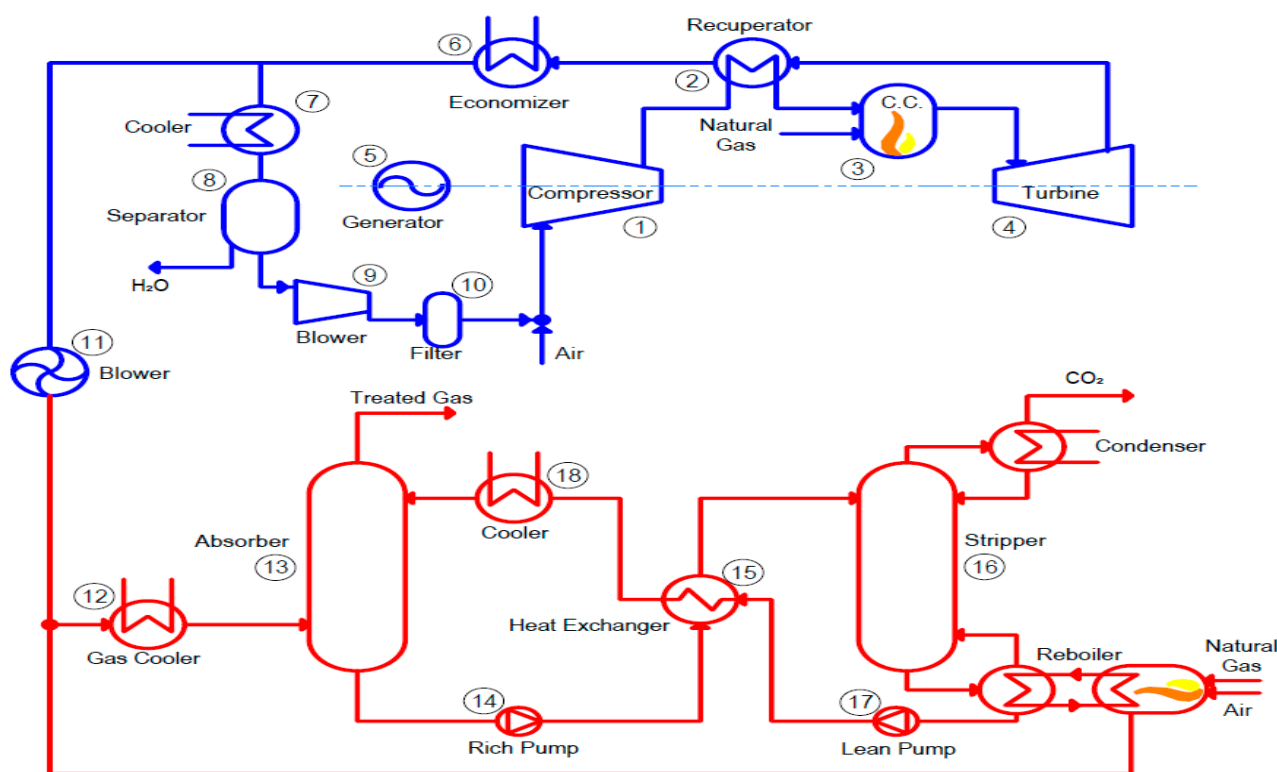 Recuperator
6
2
Economizer
7
Cooler
C.C.
Natural
Gas
3
5
8
Compressor
Turbine
Separator
Generator
1
4
H₂O
9
10
Blower
Filter
Air
11
Blower
CO₂
Treated Gas
Condenser
18
Absorber
13
Cooler
Stripper
16
15
12
Heat Exchanger
Gas Cooler
Reboiler
Natural
Gas
14
17
Air
Rich Pump
Lean Pump